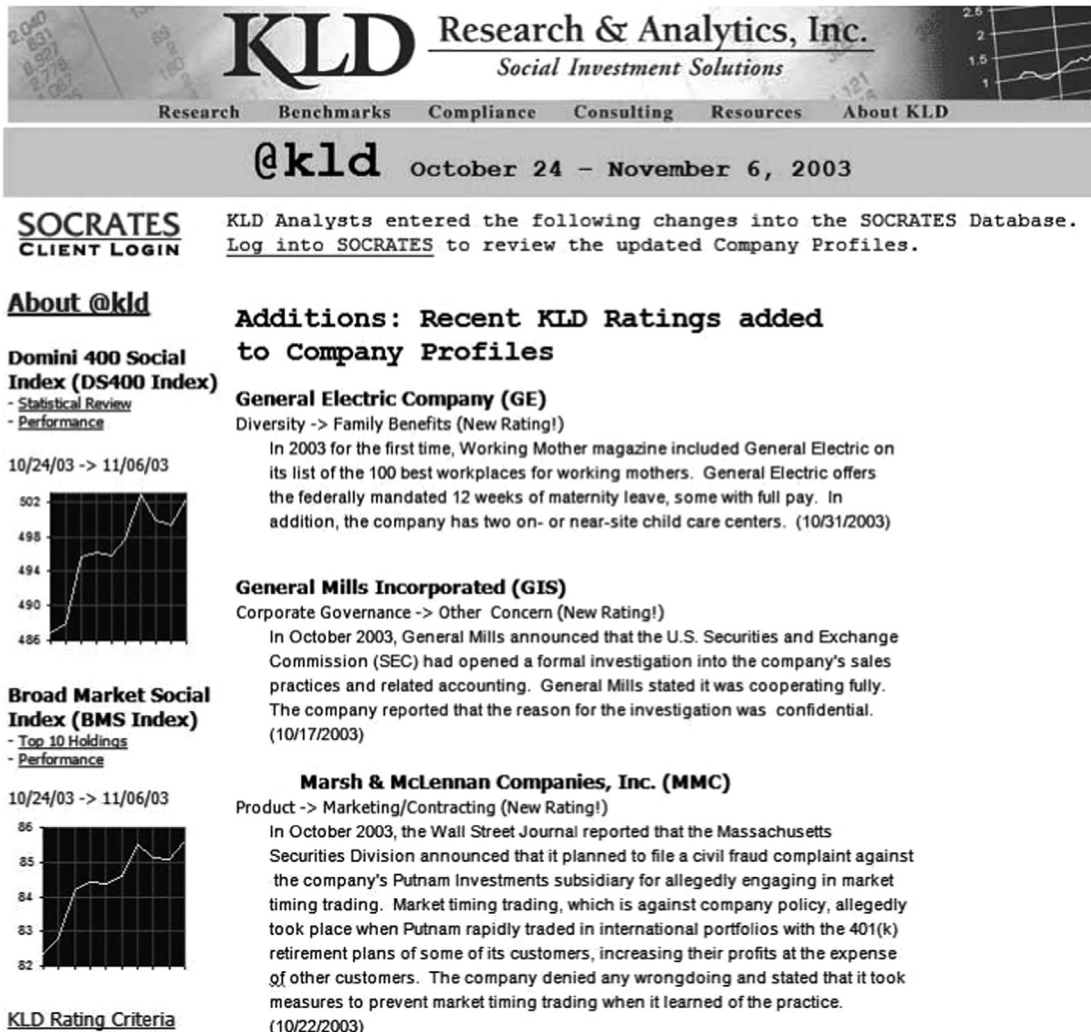 KLD Research & Analytics, Inc.
Social Investment Solutions
2.5
2
1.5
1
Research Benchmarks Compliance Consulting Resources About KLD
@kld October 24 – November 6, 2003
SOCRATES
CLIENT LOGIN
KLD Analysts entered the following changes into the SOCRATES Database.
Log into SOCRATES to review the updated Company Profiles.
About @kld
Domini 400 Social
Index (DS400 Index)
- Statistical Review
- Performance
10/24/03 -> 11/06/03
502
498
494
490
486
Broad Market Social
Index (BMS Index)
- Top 10 Holdings
- Performance
10/24/03 -> 11/06/03
86
85
84
83
82
KLD Rating Criteria
Additions: Recent KLD Ratings added
to Company Profiles
General Electric Company (GE)
Diversity -> Family Benefits (New Rating!)
In 2003 for the first time, Working Mother magazine included General Electric on
its list of the 100 best workplaces for working mothers. General Electric offers
the federally mandated 12 weeks of maternity leave, some with full pay. In
addition, the company has two on- or near-site child care centers. (10/31/2003)
General Mills Incorporated (GIS)
Corporate Governance -> Other Concern (New Rating!)
In October 2003, General Mills announced that the U.S. Securities and Exchange
Commission (SEC) had opened a formal investigation into the company's sales
practices and related accounting. General Mills stated it was cooperating fully.
The company reported that the reason for the investigation was confidential.
(10/17/2003)
Marsh & McLennan Companies, Inc. (MMC)
Product -> Marketing/Contracting (New Rating!)
In October 2003, the Wall Street Journal reported that the Massachusetts
Securities Division announced that it planned to file a civil fraud complaint against
the company's Putnam Investments subsidiary for allegedly engaging in market
timing trading. Market timing trading, which is against company policy, allegedly
took place when Putnam rapidly traded in international portfolios with the 401(k)
retirement plans of some of its customers, increasing their profits at the expense
of other customers. The company denied any wrongdoing and stated that it took
measures to prevent market timing trading when it learned of the practice.
(10/22/2003)